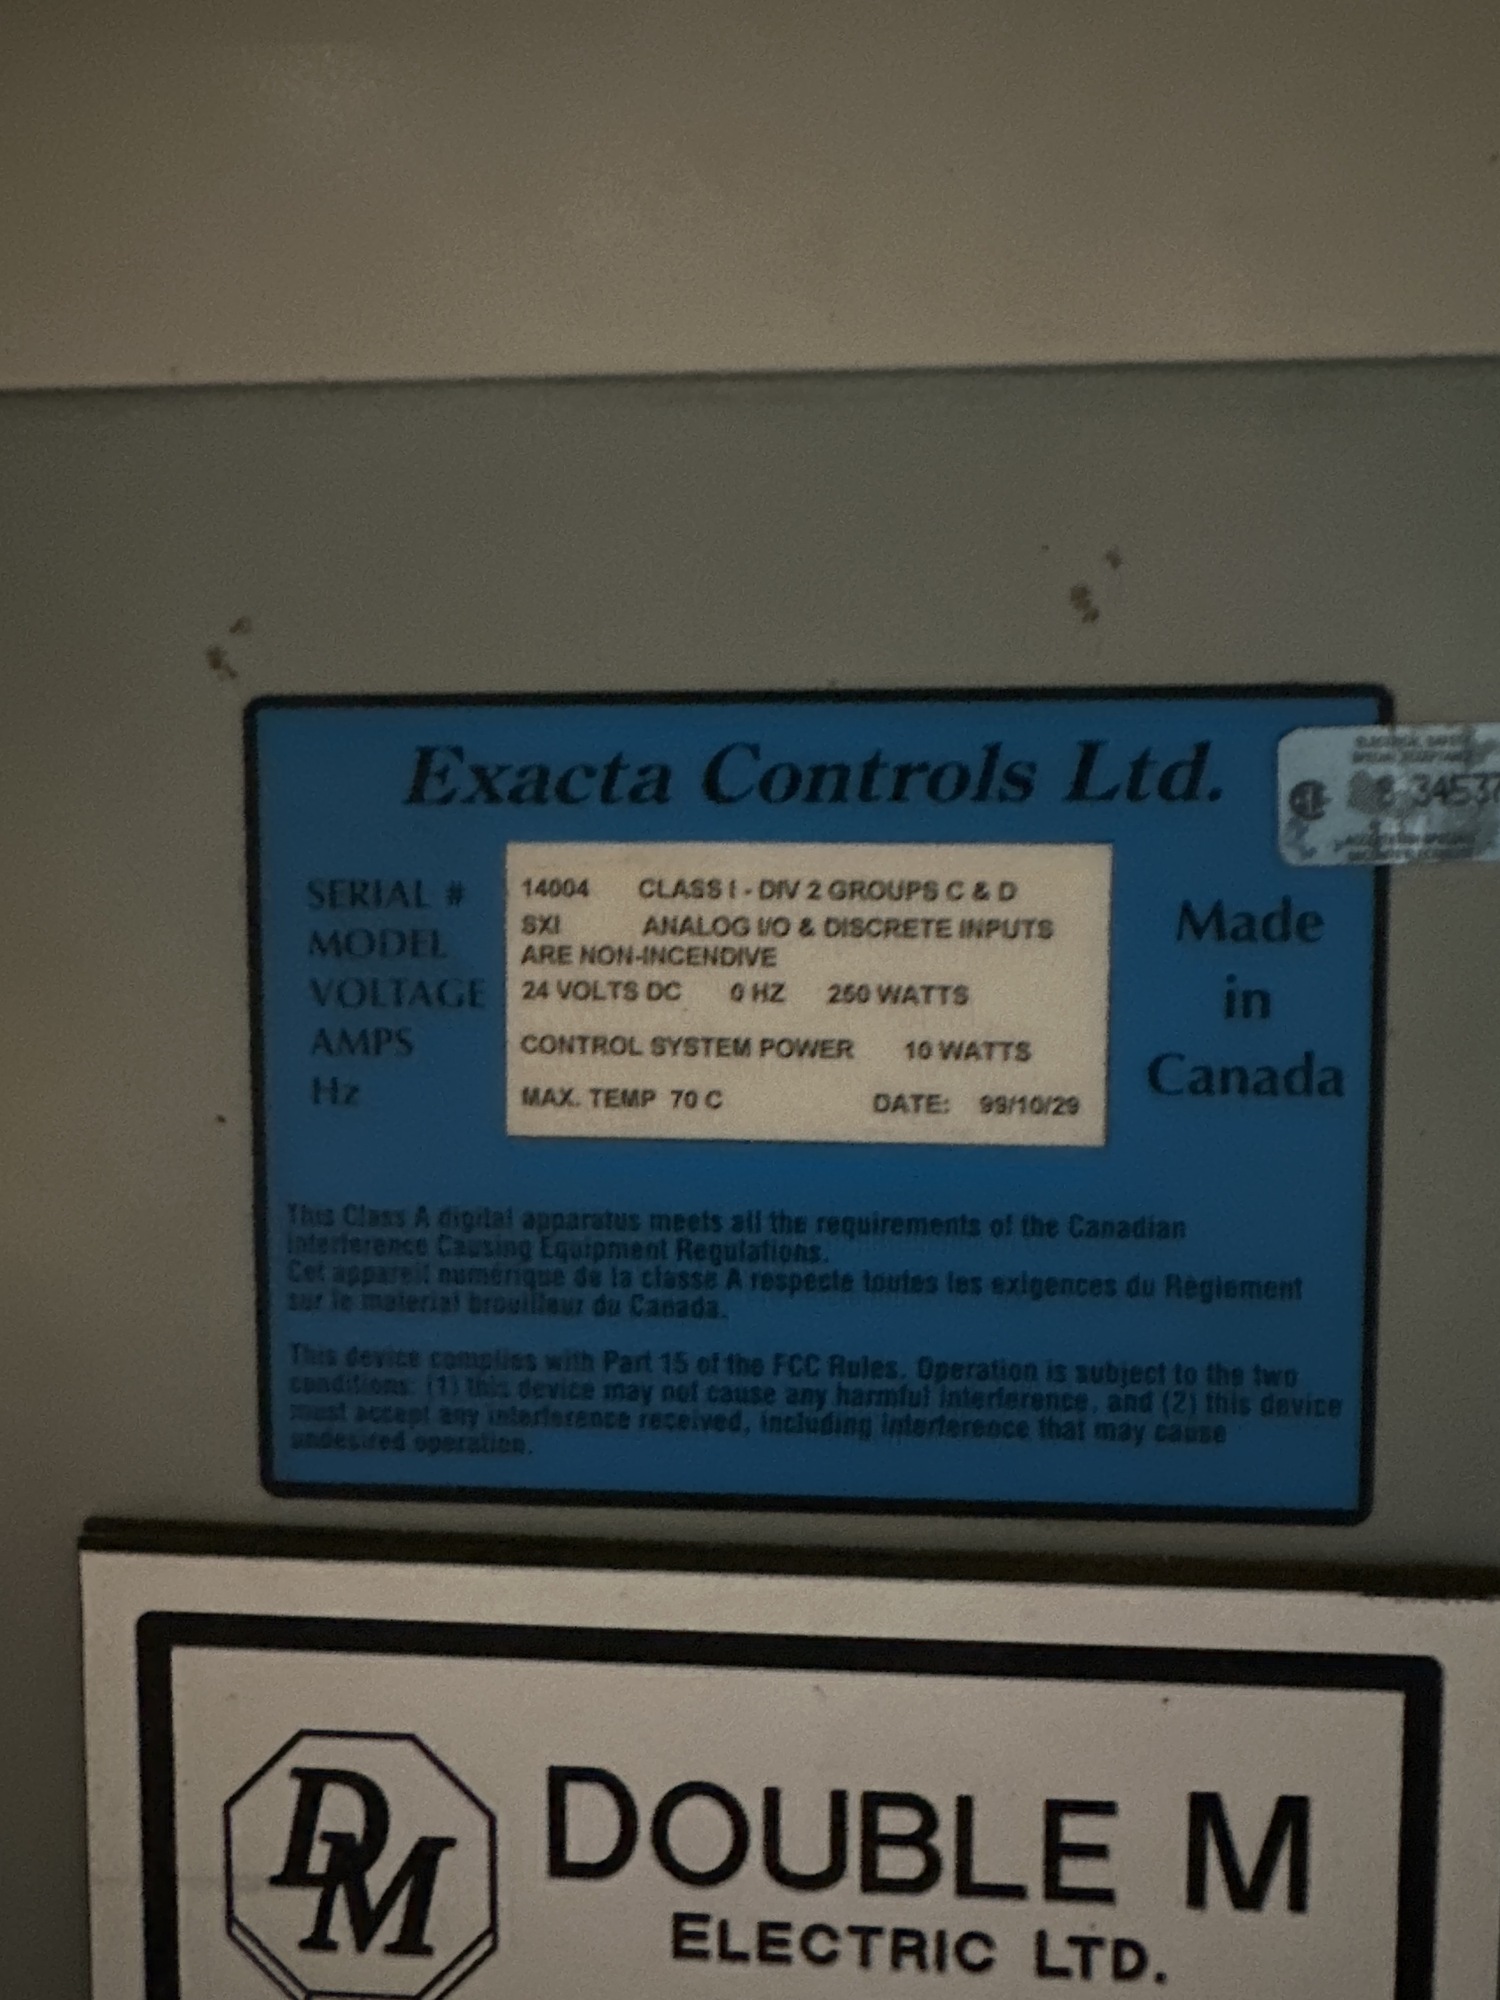 Exacta Controls Ltd.
SERIAL # 14004 CLASS I - DIV 2 GROUPS C & D
MODEL SXI ANALOG I/O & DISCRETE INPUTS
ARE NON-INCENDIVE
VOLTAGE 24 VOLTS DC 0 HZ 250 WATTS
AMPS CONTROL SYSTEM POWER 10 WATTS
Hz MAX. TEMP 70 C DATE: 99/10/29
Made
in
Canada
This Class A digital apparatus meets all the requirements of the Canadian
Interference Causing Equipment Regulations.
Cet appareil numérique de la classe A respecte toutes les exigences du Règlement
sur le materiel brouilleur du Canada.
This device complies with Part 15 of the FCC Rules. Operation is subject to the two
conditions: (1) this device may not cause any harmful interference, and (2) this device
must accept any interference received, including interference that may cause
undesired operation.
DM
DOUBLE M
ELECTRIC LTD.